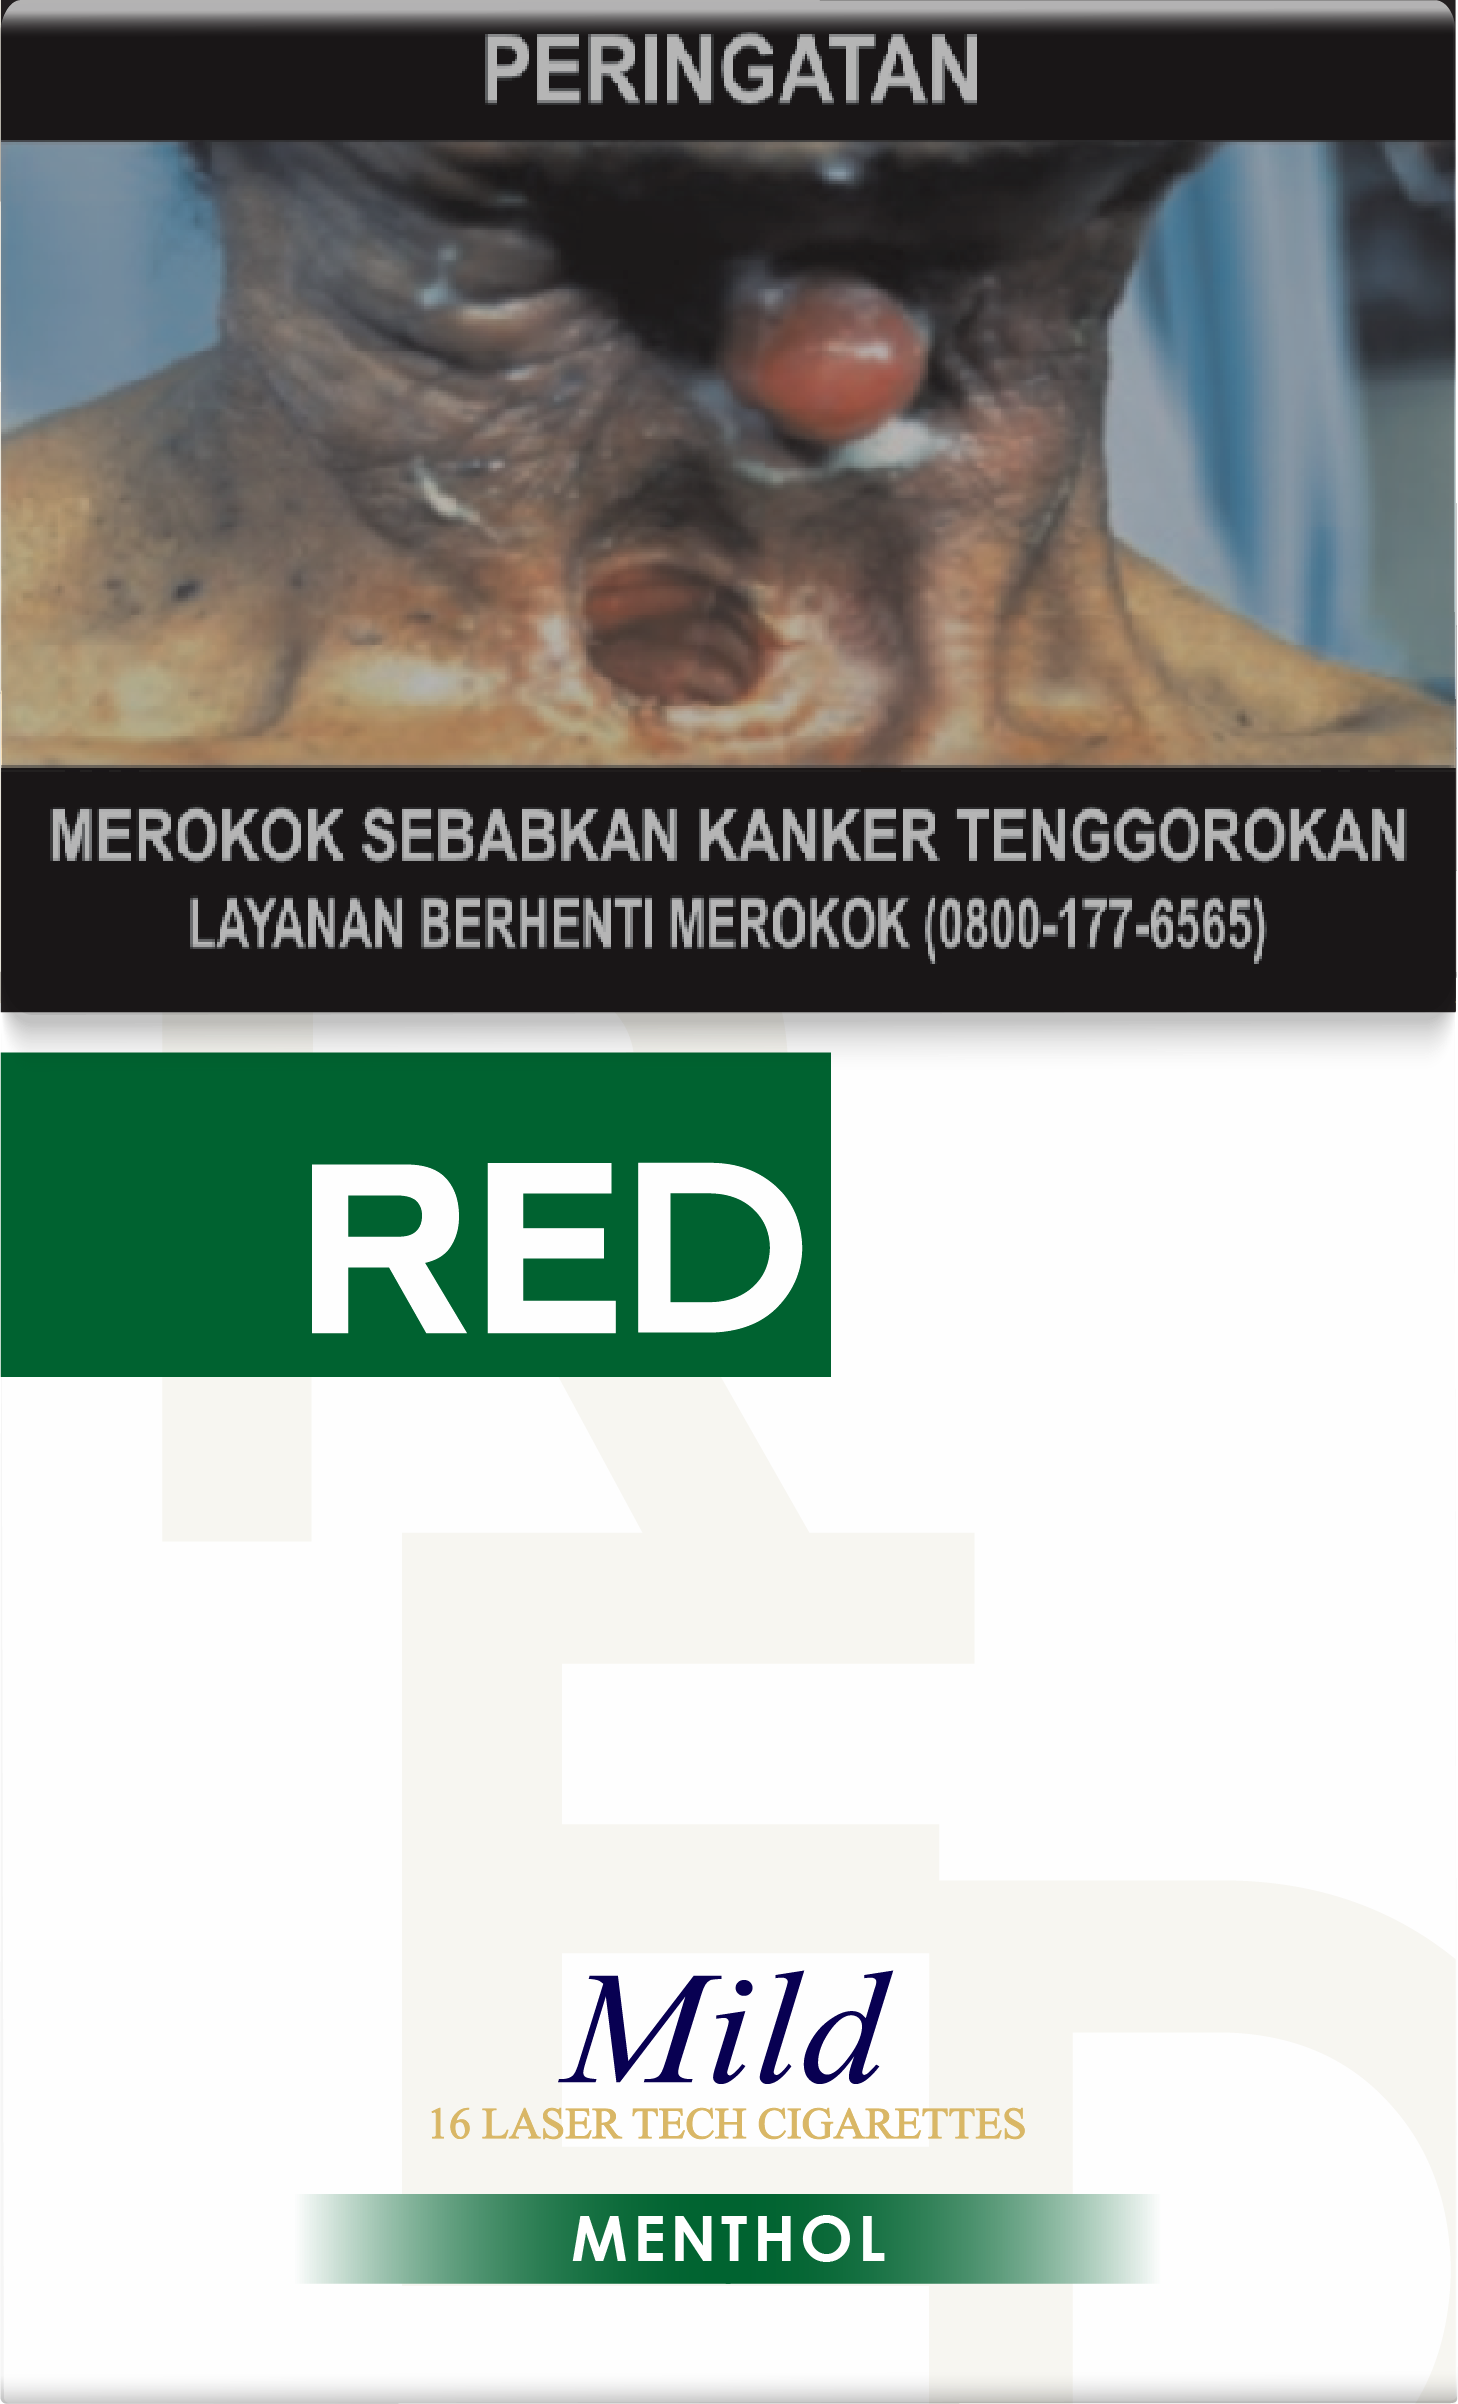 PERINGATAN
MEROKOK SEBABKAN KANKER TENGGOROKAN
LAYANAN BERHENTI MEROKOK (0800-177-6565)
RED
Mild
16 LASER TECH CIGARETTES
MENTHOL